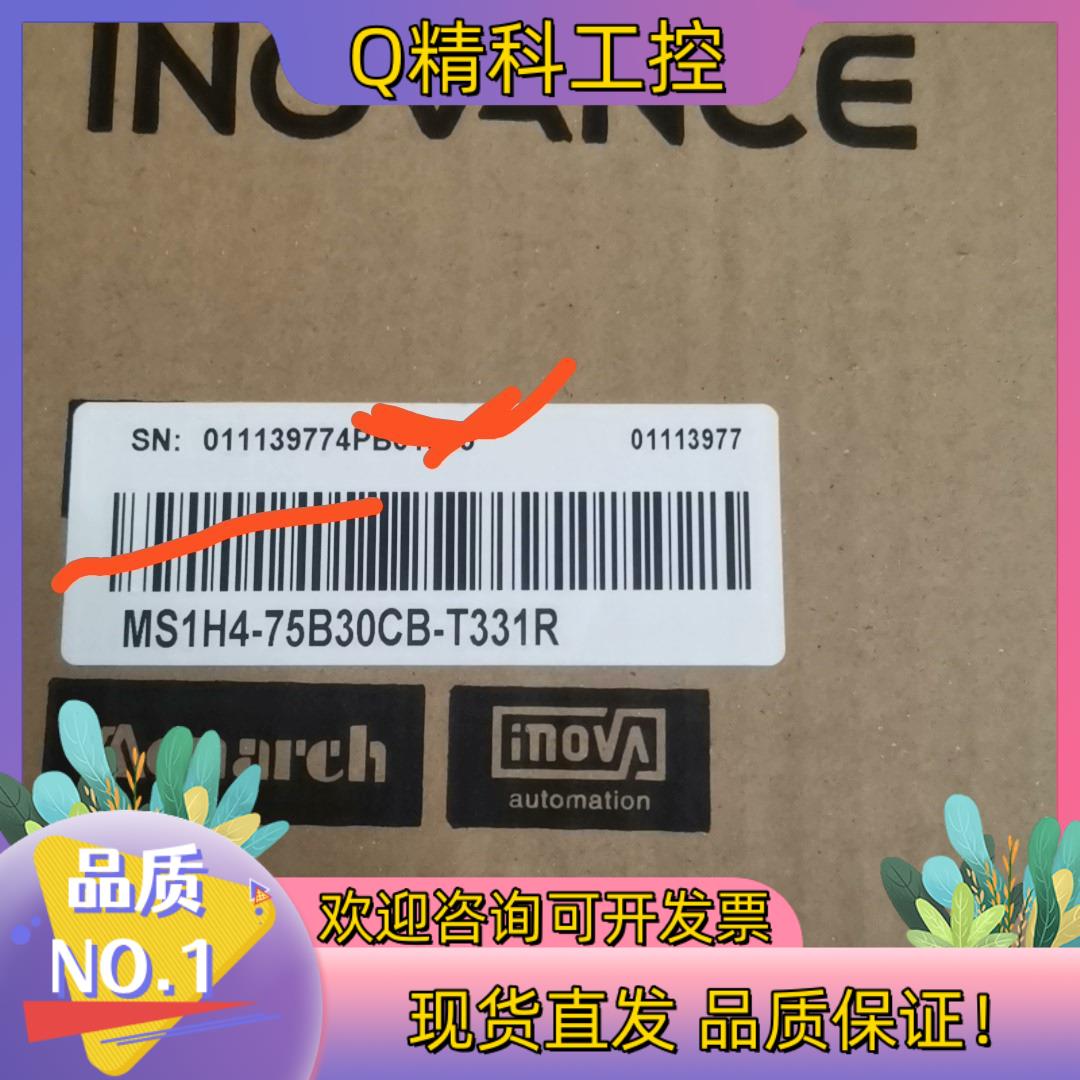 Q精科工控
INOVANCE
SN: 011139774PB
01113977
MS1H4-75B30CB-T331R
Monarch
inovA
automation
品质
NO.1
欢迎咨询可开发票
现货直发 品质保证!